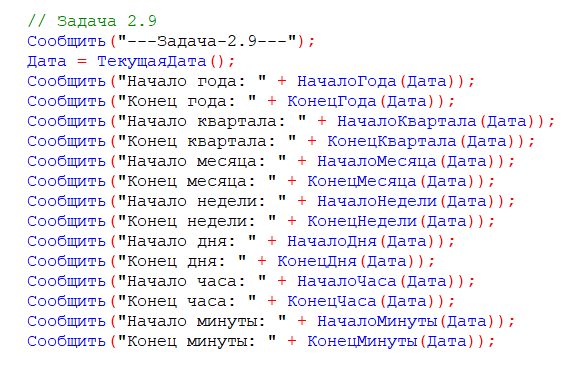 // Задача 2.9
Сообщить("---Задача-2.9---");
Дата = ТекущаяДата();
Сообщить("Начало года: " + НачалоГода(Дата));
Сообщить("Конец года: " + КонецГода(Дата));
Сообщить("Начало квартала: " + НачалоКвартала(Дата));
Сообщить("Конец квартала: " + КонецКвартала(Дата));
Сообщить("Начало месяца: " + НачалоМесяца(Дата));
Сообщить("Конец месяца: " + КонецМесяца(Дата));
Сообщить("Начало недели: " + НачалоНедели(Дата));
Сообщить("Конец недели: " + КонецНедели(Дата));
Сообщить("Начало дня: " + НачалоДня(Дата));
Сообщить("Конец дня: " + КонецДня(Дата));
Сообщить("Начало часа: " + НачалоЧаса(Дата));
Сообщить("Конец часа: " + КонецЧаса(Дата));
Сообщить("Начало минуты: " + НачалоМинуты(Дата));
Сообщить("Конец минуты: " + КонецМинуты(Дата));